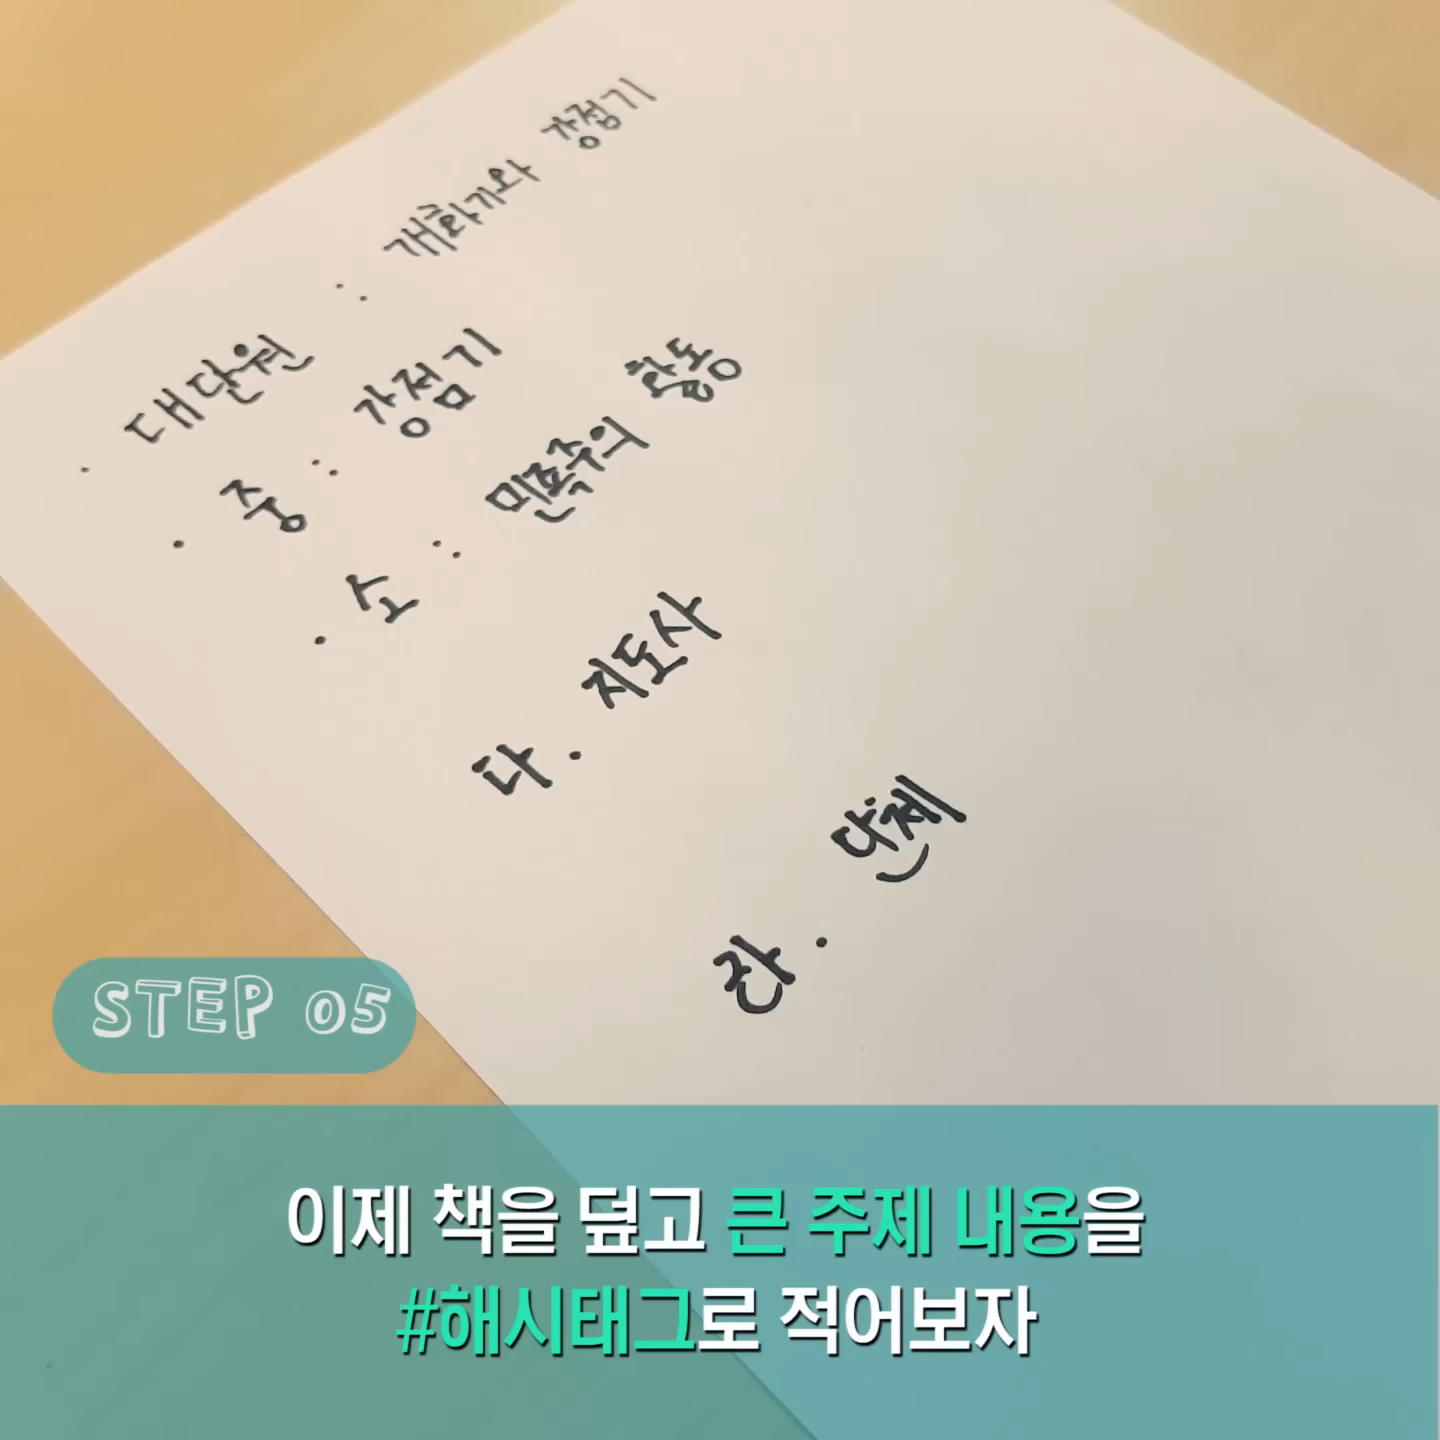 · 대단원 : 개화기와 강점기
· 중 : 강점기
· 소 : 민족주의 활동
다. 지도사
라. 단체
STEP 05
이제 책을 덮고 큰 주제 내용을
#해시태그로 적어보자